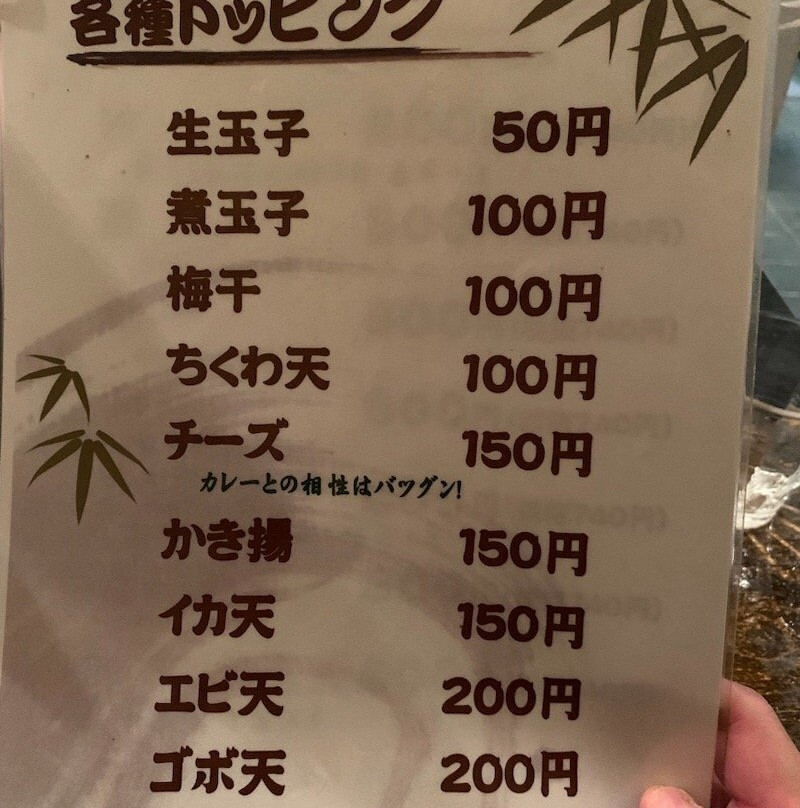 各種トッピング
生玉子 50円
煮玉子 100円
梅干 100円
ちくわ天 100円
チーズ 150円
カレーとの相性はバツグン!
かき揚 150円
イカ天 150円
エビ天 200円
ゴボ天 200円